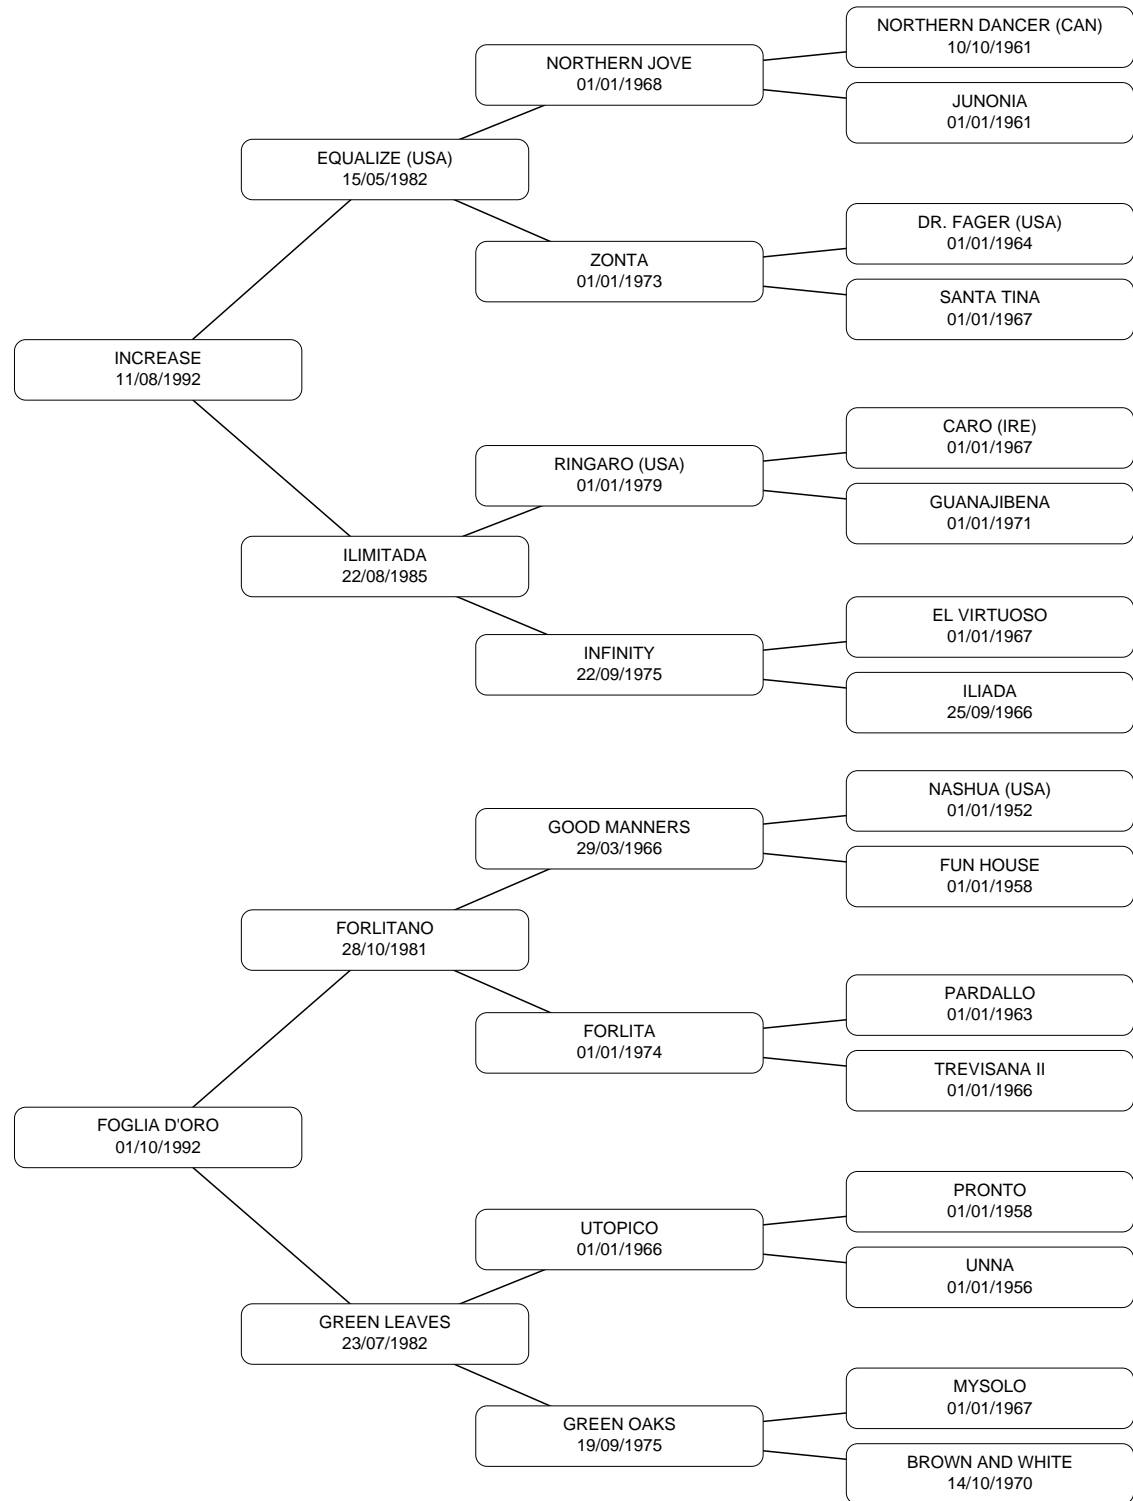 NORTHERN DANCER (CAN)
10/10/1961
NORTHERN JOVE
01/01/1968
JUNONIA
01/01/1961
EQUALIZE (USA)
15/05/1982
DR. FAGER (USA)
01/01/1964
ZONTA
01/01/1973
SANTA TINA
01/01/1967
INCREASE
11/08/1992
CARO (IRE)
01/01/1967
RINGARO (USA)
01/01/1979
GUANAJIBENA
01/01/1971
ILIMITADA
22/08/1985
EL VIRTUOSO
01/01/1967
INFINITY
22/09/1975
ILIADA
25/09/1966
NASHUA (USA)
01/01/1952
GOOD MANNERS
29/03/1966
FUN HOUSE
01/01/1958
FORLITANO
28/10/1981
PARDALLO
01/01/1963
FORLITA
01/01/1974
TREVISANA II
01/01/1966
FOGLIA D'ORO
01/10/1992
PRONTO
01/01/1958
UTOPICO
01/01/1966
UNNA
01/01/1956
GREEN LEAVES
23/07/1982
MYSOLO
01/01/1967
GREEN OAKS
19/09/1975
BROWN AND WHITE
14/10/1970